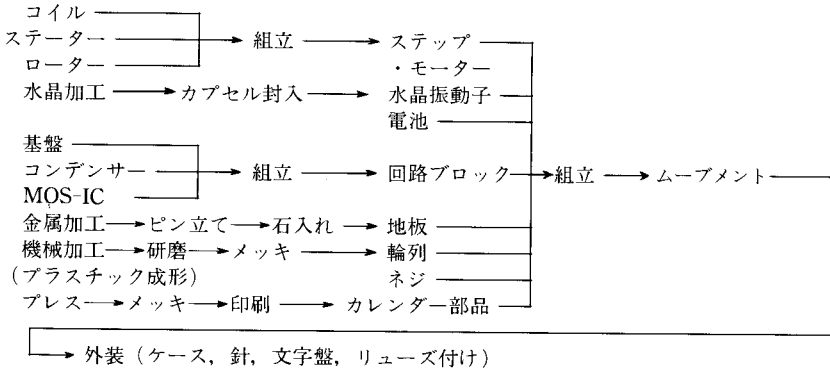 コイル
ステーター 組立 ステップ
ローター ・モーター
水晶加工 カプセル封入 水晶振動子
電池
基盤
コンデンサー 組立 回路ブロック 組立 ムーブメント
MOS-IC
金属加工 ピン立て 石入れ 地板
機械加工 研磨 メッキ 輪列
(プラスチック成形) ネジ
プレス メッキ 印刷 カレンダー部品
外装(ケース,針,文字盤,リューズ付け)